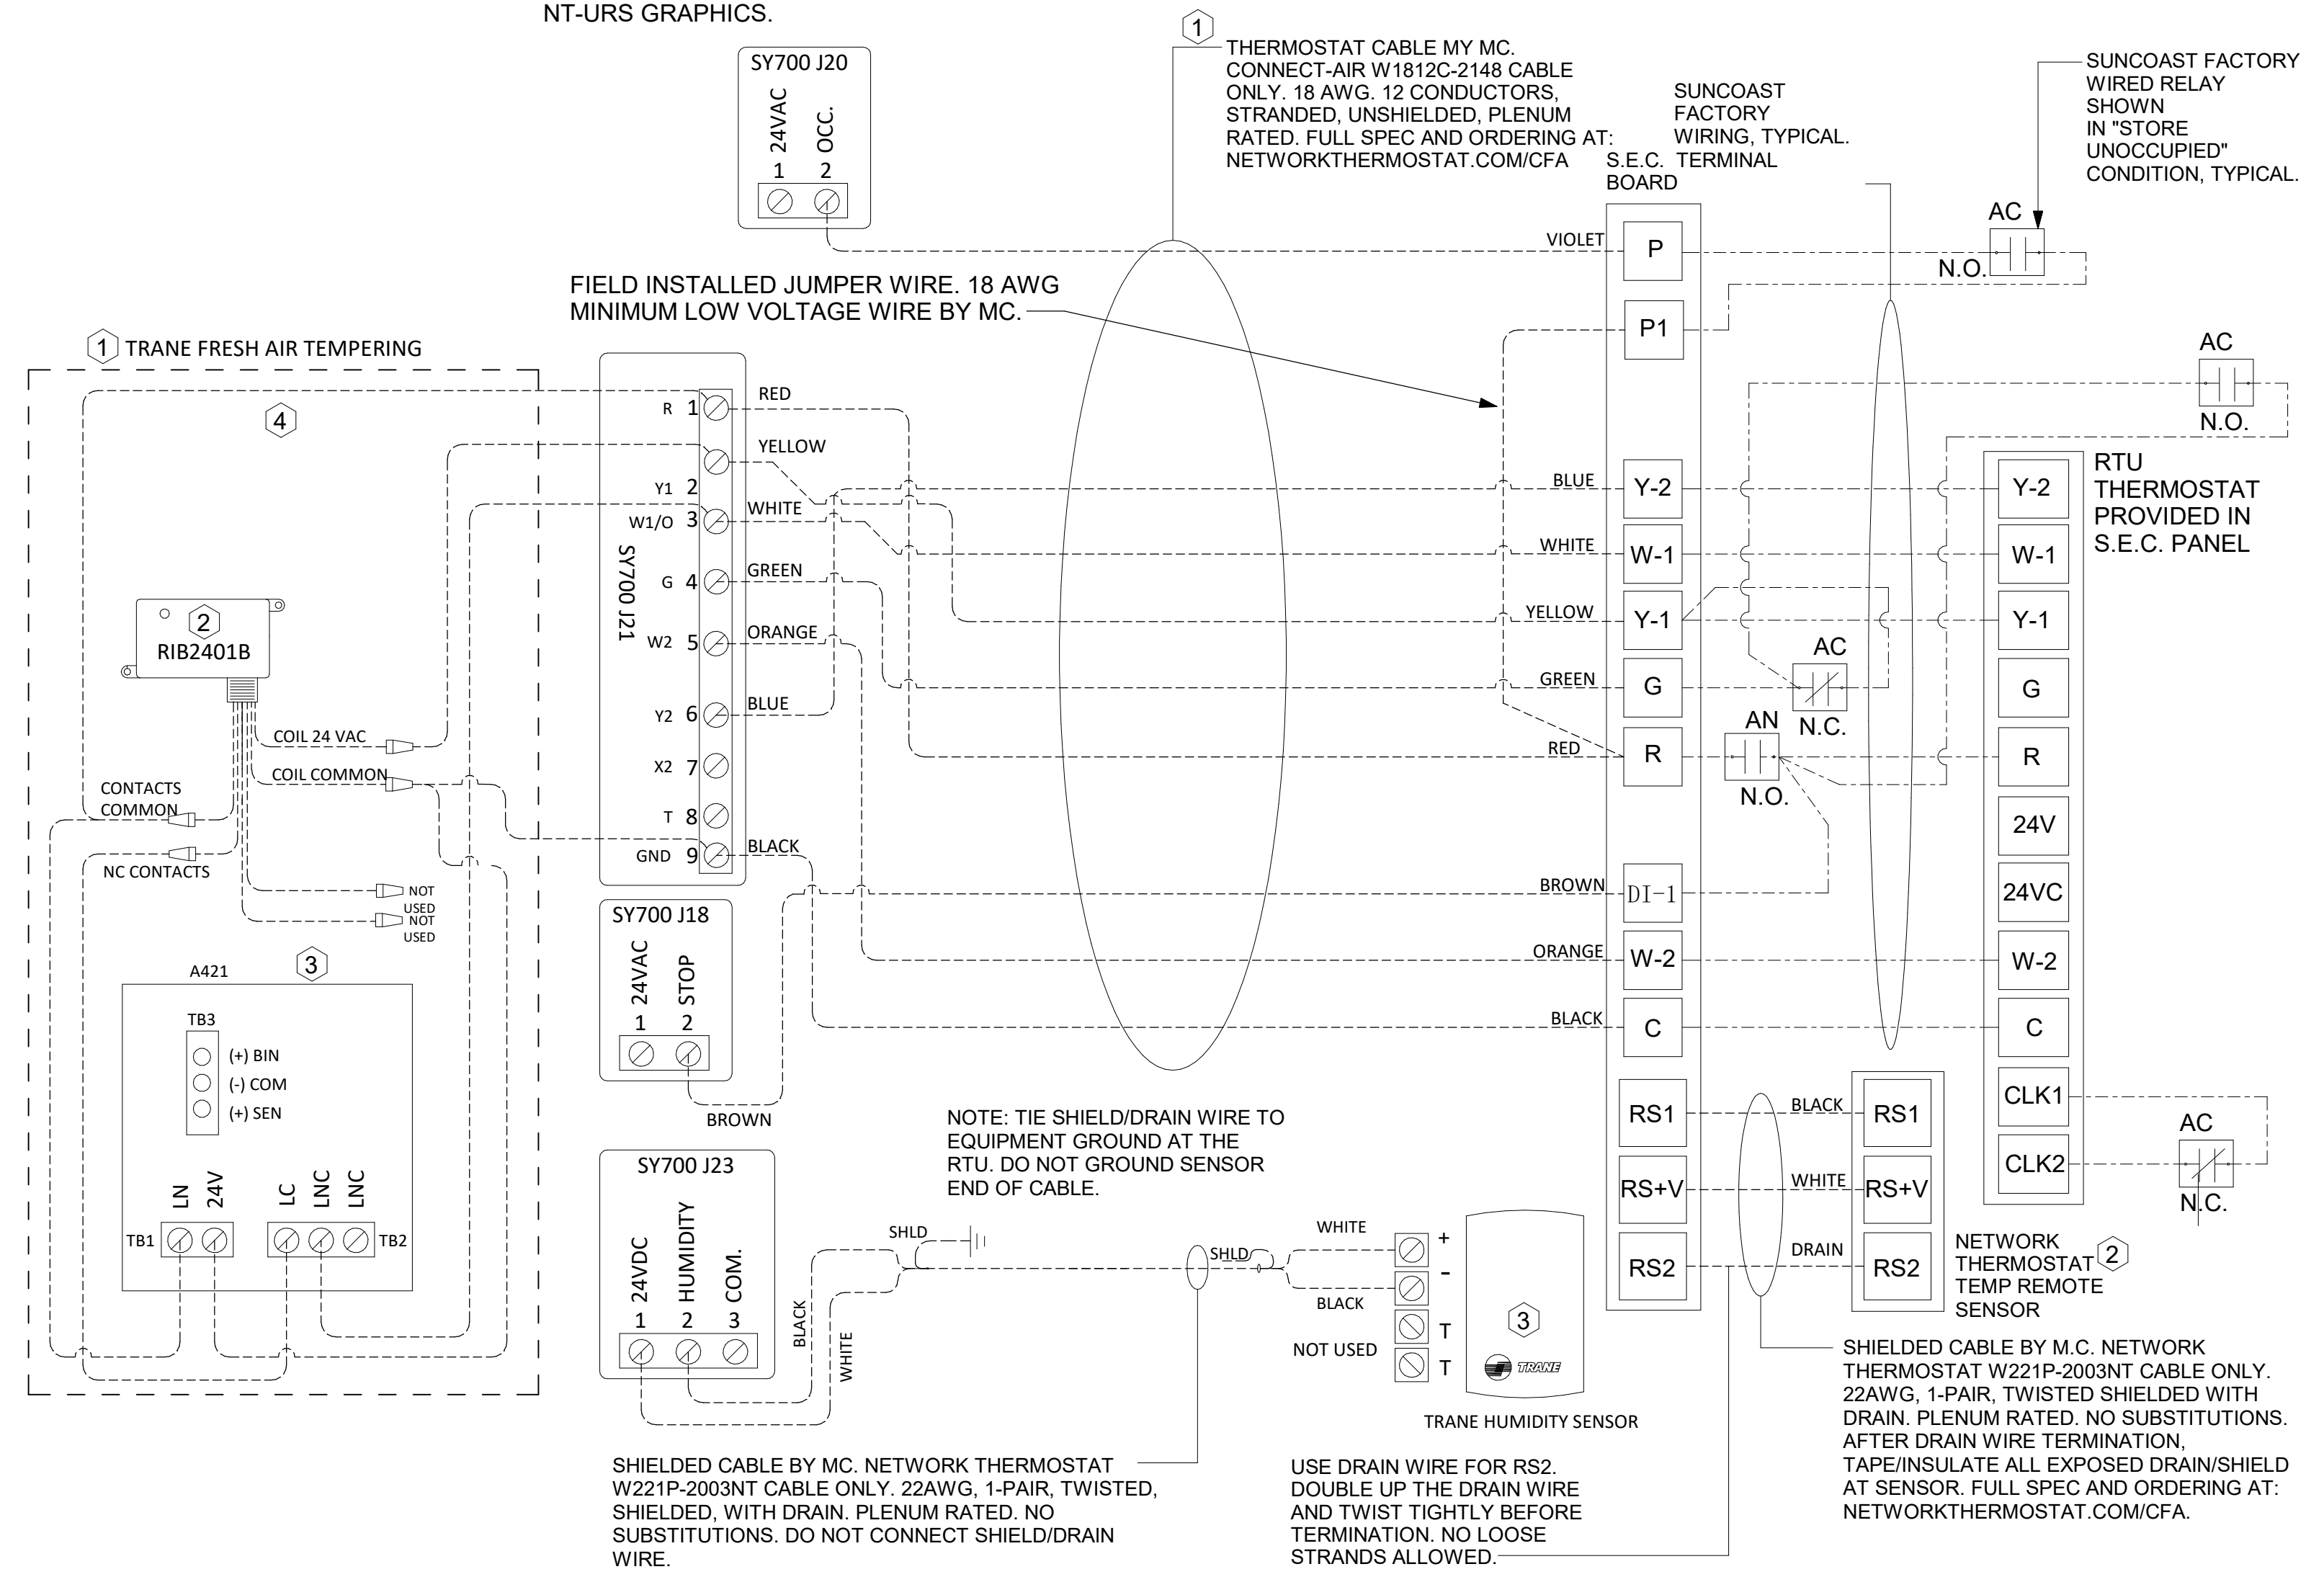 NT-URS GRAPHICS.
SY700 J20
24VAC
OCC.
1 2
1
THERMOSTAT CABLE MY MC.
CONNECT-AIR W1812C-2148 CABLE
ONLY. 18 AWG. 12 CONDUCTORS,
STRANDED, UNSHIELDED, PLENUM
RATED. FULL SPEC AND ORDERING AT:
NETWORKTHERMOSTAT.COM/CFA
SUNCOAST
FACTORY
WIRING, TYPICAL.
S.E.C. TERMINAL
BOARD
SUNCOAST FACTORY
WIRED RELAY
SHOWN
IN "STORE
UNOCCUPIED"
CONDITION, TYPICAL.
AC
N.O.
VIOLET
P
P1
FIELD INSTALLED JUMPER WIRE. 18 AWG
MINIMUM LOW VOLTAGE WIRE BY MC.
AC
N.O.
1 TRANE FRESH AIR TEMPERING
4
2
RIB2401B
COIL 24 VAC
COIL COMMON
CONTACTS
COMMON
NC CONTACTS
NOT
USED
NOT
USED
A421
3
TB3
(+) BIN
(-) COM
(+) SEN
LN
24V
LC
LNC
LNC
TB1
TB2
SY700 J21
R 1
RED
YELLOW
Y1 2
W1/O 3
WHITE
G 4
GREEN
W2 5
ORANGE
Y2 6
BLUE
X2 7
T 8
GND 9
BLACK
SY700 J18
24VAC
STOP
1 2
BROWN
BLUE
Y-2
WHITE
W-1
YELLOW
Y-1
GREEN
G
RED
R
BROWN
DI-1
ORANGE
W-2
BLACK
C
RS1
RS+V
RS2
AC
N.C.
AN
N.O.
RTU
THERMOSTAT
PROVIDED IN
S.E.C. PANEL
Y-2
W-1
Y-1
G
R
24V
24VC
W-2
C
CLK1
CLK2
AC
N.C.
BLACK
WHITE
DRAIN
RS1
RS+V
RS2
NETWORK
THERMOSTAT
TEMP REMOTE
SENSOR
2
NOTE: TIE SHIELD/DRAIN WIRE TO
EQUIPMENT GROUND AT THE
RTU. DO NOT GROUND SENSOR
END OF CABLE.
SY700 J23
24VDC
HUMIDITY
COM.
1 2 3
BLACK
WHITE
SHLD
SHLD
WHITE
BLACK
NOT USED
+
-
T
T
3
TRANE
TRANE HUMIDITY SENSOR
SHIELDED CABLE BY MC. NETWORK THERMOSTAT
W221P-2003NT CABLE ONLY. 22AWG, 1-PAIR, TWISTED,
SHIELDED, WITH DRAIN. PLENUM RATED. NO
SUBSTITUTIONS. DO NOT CONNECT SHIELD/DRAIN
WIRE.
USE DRAIN WIRE FOR RS2.
DOUBLE UP THE DRAIN WIRE
AND TWIST TIGHTLY BEFORE
TERMINATION. NO LOOSE
STRANDS ALLOWED.
SHIELDED CABLE BY M.C. NETWORK
THERMOSTAT W221P-2003NT CABLE ONLY.
22AWG, 1-PAIR, TWISTED SHIELDED WITH
DRAIN. PLENUM RATED. NO SUBSTITUTIONS.
AFTER DRAIN WIRE TERMINATION,
TAPE/INSULATE ALL EXPOSED DRAIN/SHIELD
AT SENSOR. FULL SPEC AND ORDERING AT:
NETWORKTHERMOSTAT.COM/CFA.